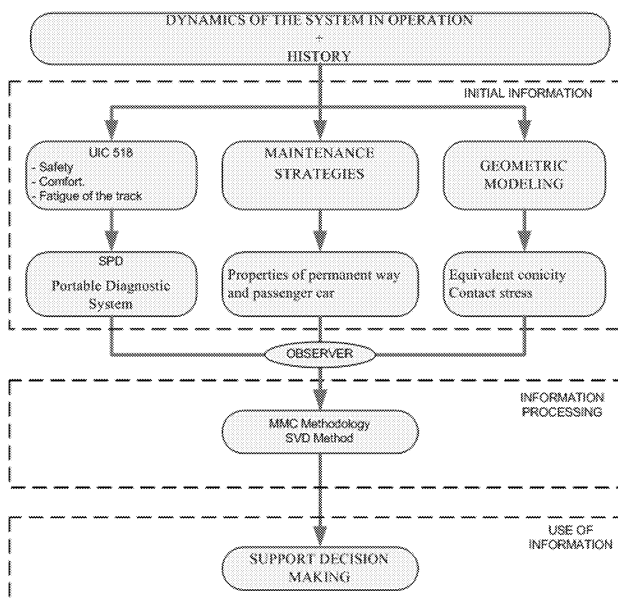 DYNAMICS OF THE SYSTEM IN OPERATION
+
HISTORY
INITIAL INFORMATION
UIC 518
- Safety
- Comfort.
- Fatigue of the track
MAINTENANCE
STRATEGIES
GEOMETRIC
MODELING
SPD
Portable Diagnostic
System
Properties of permanent way
and passenger car
Equivalent conicity
Contact stress
OBSERVER
INFORMATION
PROCESSING
MMC Methodology
SVD Method
USE OF
INFORMATION
SUPPORT DECISION
MAKING